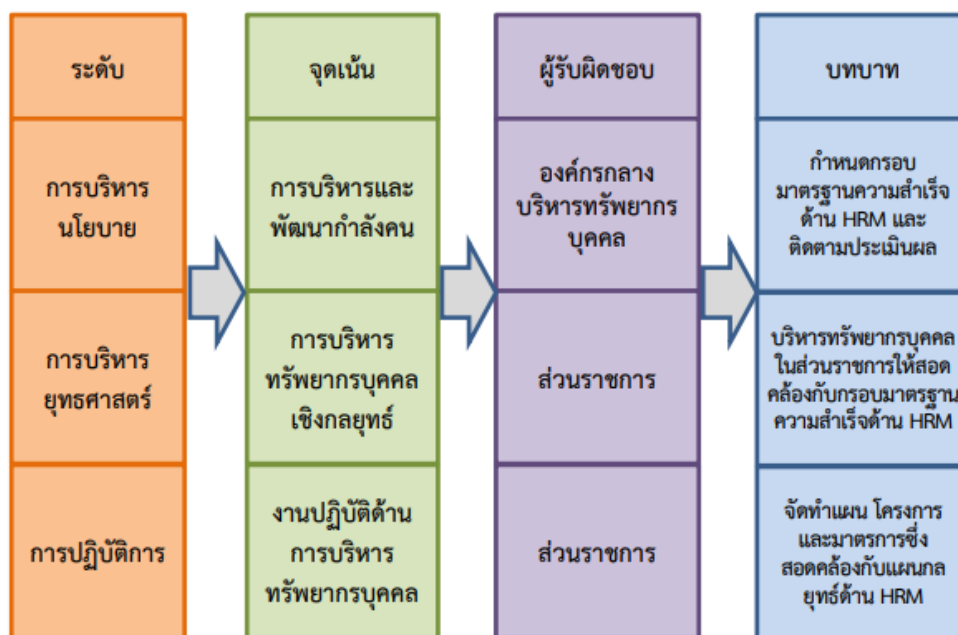 ระดับ
จุดเน้น
ผู้รับผิดชอบ
บทบาท
การบริหาร
นโยบาย
การบริหารและ
พัฒนากำลังคน
องค์กรกลาง
บริหารทรัพยากร
บุคคล
กำหนดกรอบ
มาตรฐานความสำเร็จ
ด้าน HRM และ
ติดตามประเมินผล
การบริหาร
ยุทธศาสตร์
การบริหาร
ทรัพยากรบุคคล
เชิงกลยุทธ์
ส่วนราชการ
บริหารทรัพยากรบุคคล
ในส่วนราชการให้สอด
คล้องกับกรอบมาตรฐาน
ความสำเร็จด้าน HRM
การปฏิบัติการ
งานปฏิบัติด้าน
การบริหาร
ทรัพยากรบุคคล
ส่วนราชการ
จัดทำแผน โครงการ
และมาตรการซึ่ง
สอดคล้องกับแผนกล
ยุทธ์ด้าน HRM